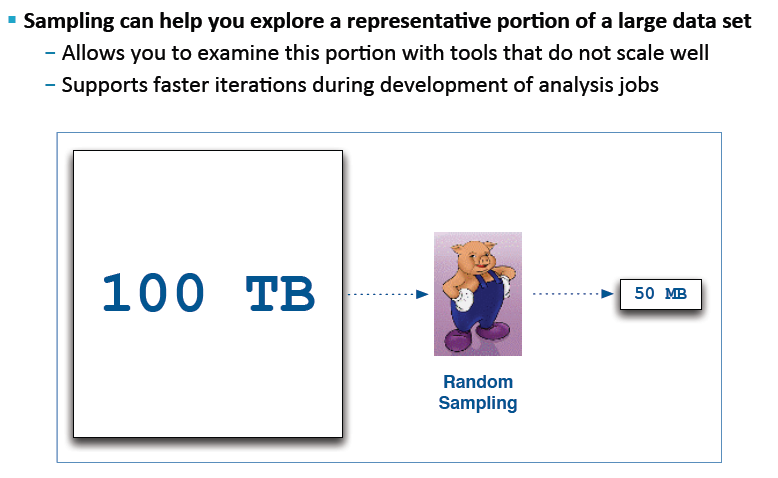 ▪ Sampling can help you explore a representative portion of a large data set
– Allows you to examine this portion with tools that do not scale well
– Supports faster iterations during development of analysis jobs
100 TB
50 MB
Random
Sampling